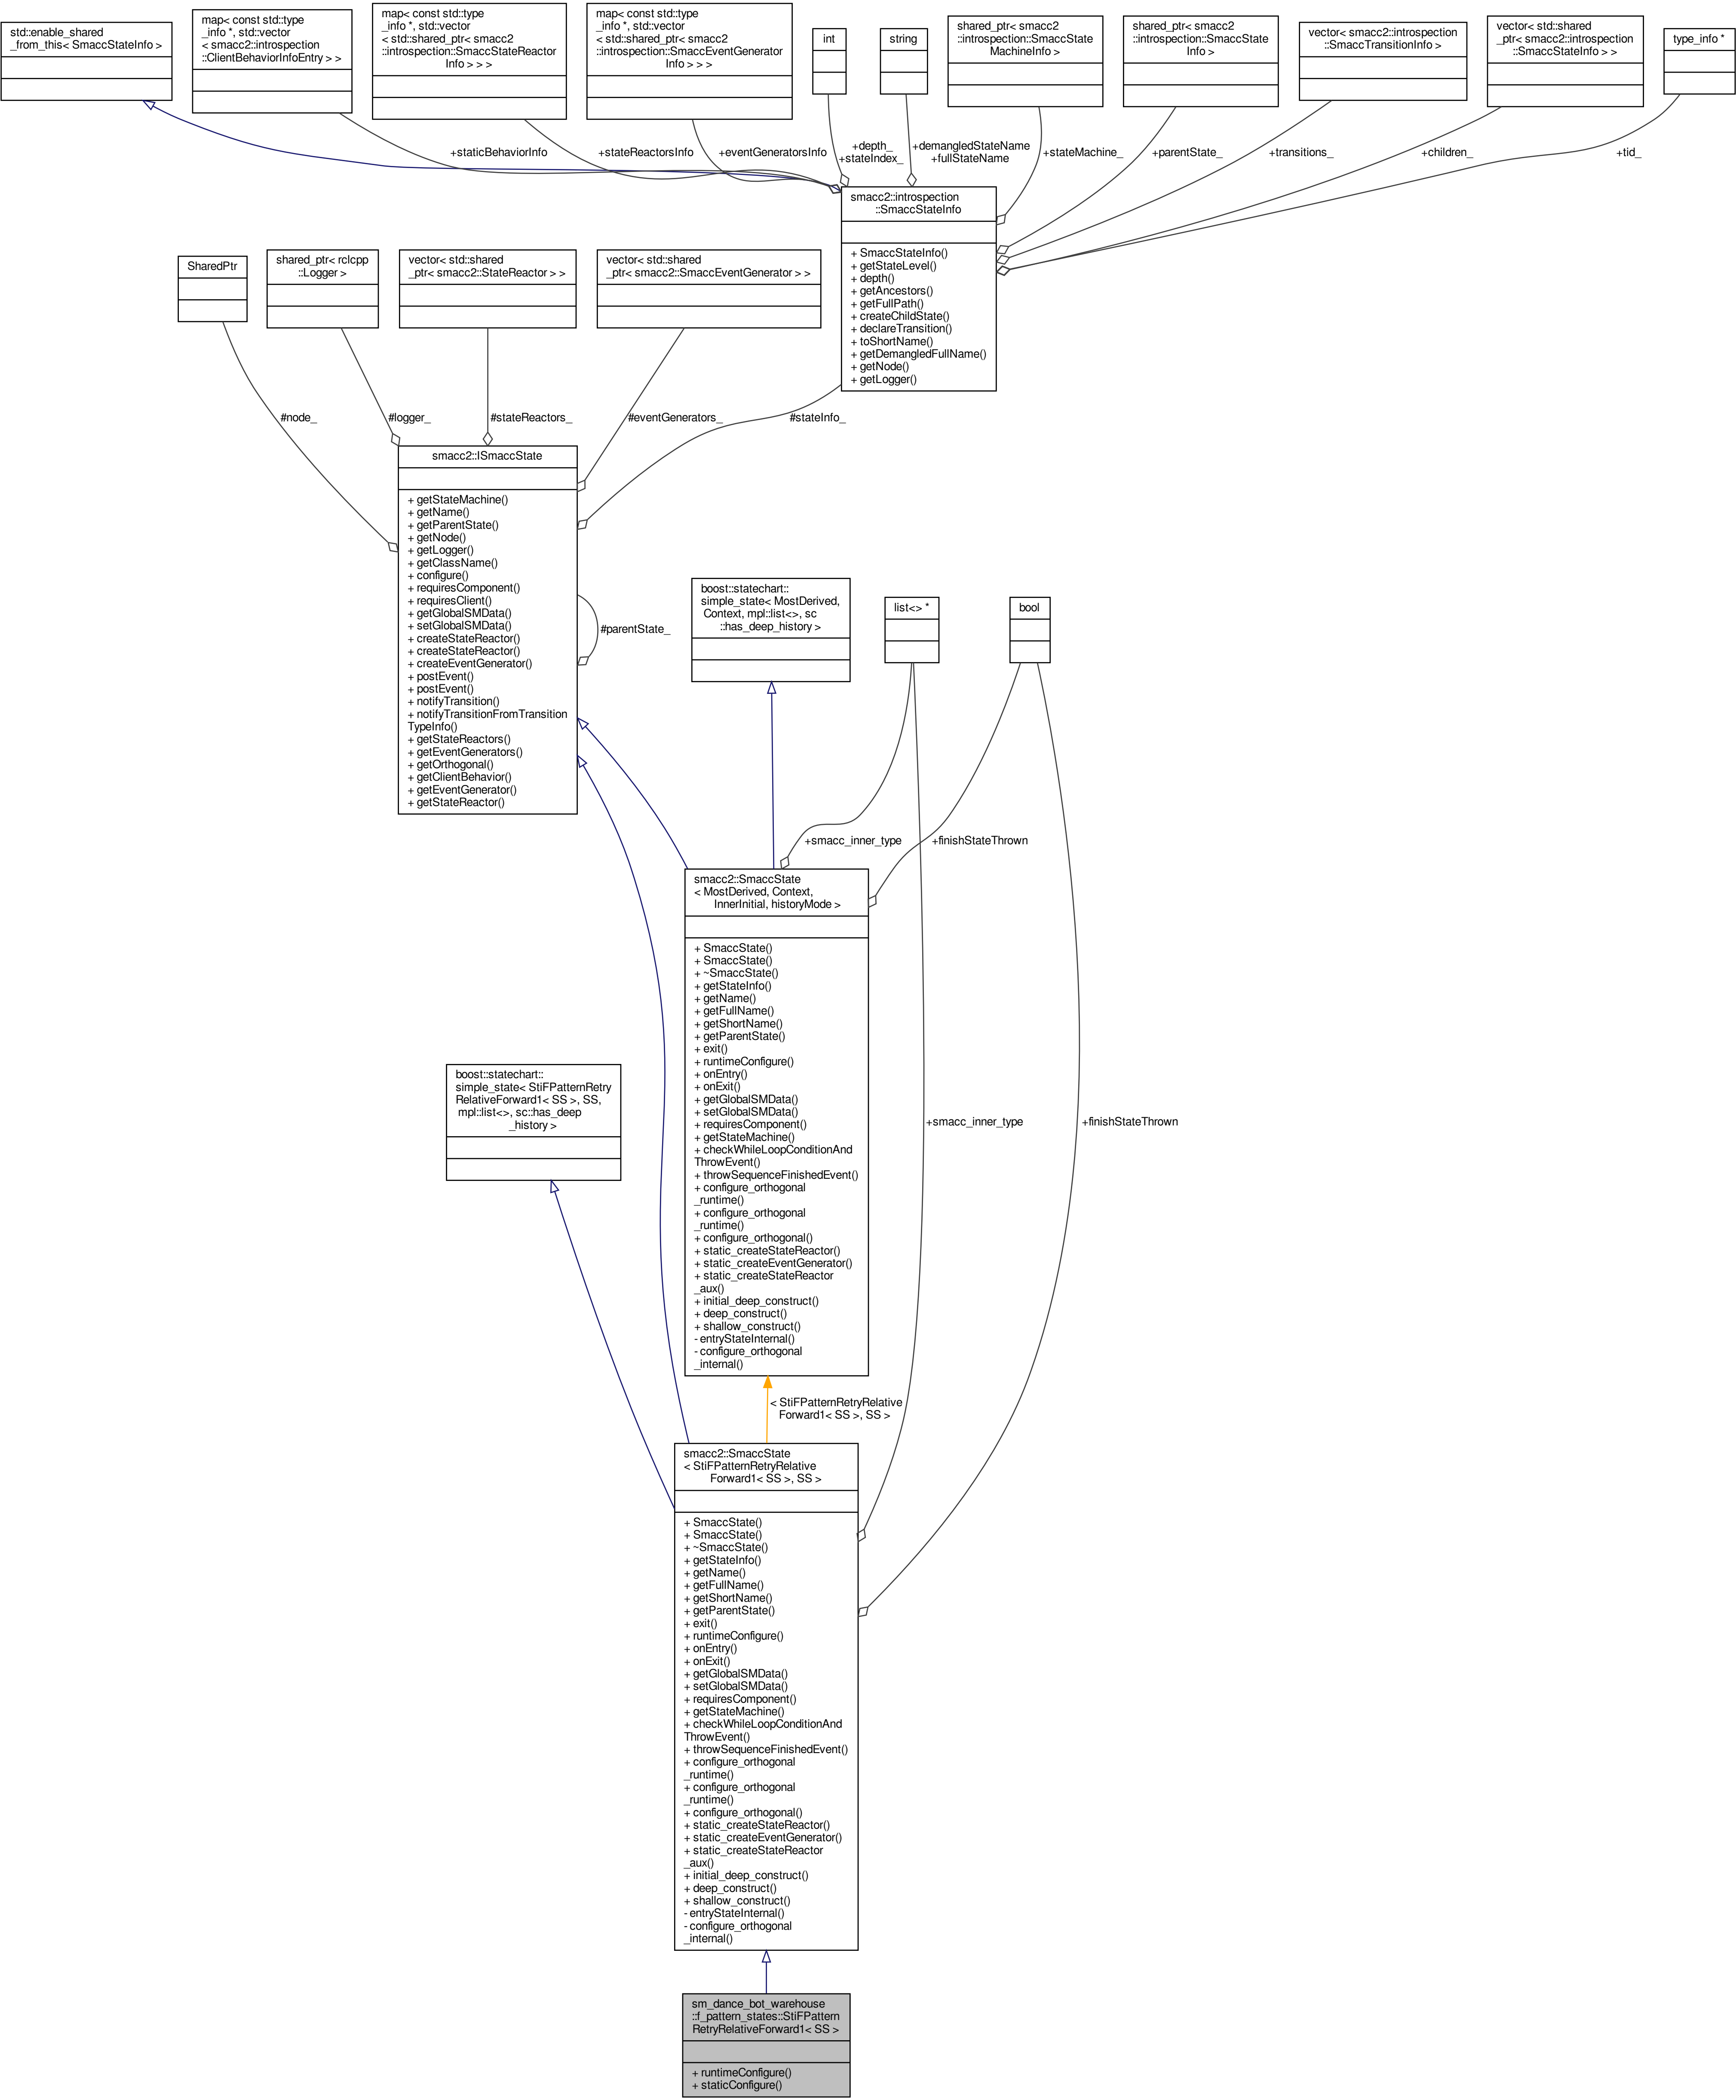 std::enable_shared
_from_this< SmaccStateInfo >
map< const std::type
_info *, std::vector
< smacc2::introspection
::ClientBehaviorInfoEntry > >
map< const std::type
_info *, std::vector
< std::shared_ptr< smacc2
::introspection::SmaccStateReactor
Info > > >
map< const std::type
_info *, std::vector
< std::shared_ptr< smacc2
::introspection::SmaccEventGenerator
Info > > >
int
string
shared_ptr< smacc2
::introspection::SmaccState
MachineInfo >
shared_ptr< smacc2
::introspection::SmaccState
Info >
vector< smacc2::introspection
::SmaccTransitionInfo >
vector< std::shared
_ptr< smacc2::introspection
::SmaccStateInfo > >
type_info *
+staticBehaviorInfo
+stateReactorsInfo
+eventGeneratorsInfo
+depth_
+stateIndex_
+demangledStateName
+fullStateName
+stateMachine_
+parentState_
+transitions_
+children_
+tid_
smacc2::introspection
::SmaccStateInfo
+ SmaccStateInfo()
+ getStateLevel()
+ depth()
+ getAncestors()
+ getFullPath()
+ createChildState()
+ declareTransition()
+ toShortName()
+ getDemangledFullName()
+ getNode()
+ getLogger()
SharedPtr
shared_ptr< rclcpp
::Logger >
vector< std::shared
_ptr< smacc2::StateReactor > >
vector< std::shared
_ptr< smacc2::SmaccEventGenerator > >
#node_
#logger_
#stateReactors_
#eventGenerators_
#stateInfo_
smacc2::ISmaccState
+ getStateMachine()
+ getName()
+ getParentState()
+ getNode()
+ getLogger()
+ getClassName()
+ configure()
+ requiresComponent()
+ requiresClient()
+ getGlobalSMData()
+ setGlobalSMData()
+ createStateReactor()
+ createStateReactor()
+ createEventGenerator()
+ postEvent()
+ postEvent()
+ notifyTransition()
+ notifyTransitionFromTransition
TypeInfo()
+ getStateReactors()
+ getEventGenerators()
+ getOrthogonal()
+ getClientBehavior()
+ getEventGenerator()
+ getStateReactor()
#parentState_
boost::statechart::
simple_state< MostDerived,
Context, mpl::list<>, sc
::has_deep_history >
list<> *
bool
+smacc_inner_type
+finishStateThrown
smacc2::SmaccState
< MostDerived, Context,
InnerInitial, historyMode >
+ SmaccState()
+ SmaccState()
+ ~SmaccState()
+ getStateInfo()
+ getName()
+ getFullName()
+ getShortName()
+ getParentState()
+ exit()
+ runtimeConfigure()
+ onEntry()
+ onExit()
+ getGlobalSMData()
+ setGlobalSMData()
+ requiresComponent()
+ getStateMachine()
+ checkWhileLoopConditionAnd
ThrowEvent()
+ throwSequenceFinishedEvent()
+ configure_orthogonal
_runtime()
+ configure_orthogonal
_runtime()
+ configure_orthogonal()
+ static_createStateReactor()
+ static_createEventGenerator()
+ static_createStateReactor
_aux()
+ initial_deep_construct()
+ deep_construct()
+ shallow_construct()
- entryStateInternal()
- configure_orthogonal
_internal()
boost::statechart::
simple_state< StiFPatternRetry
RelativeForward1< SS >, SS,
mpl::list<>, sc::has_deep
_history >
+smacc_inner_type
+finishStateThrown
< StiFPatternRetryRelative
Forward1< SS >, SS >
smacc2::SmaccState
< StiFPatternRetryRelative
Forward1< SS >, SS >
+ SmaccState()
+ SmaccState()
+ ~SmaccState()
+ getStateInfo()
+ getName()
+ getFullName()
+ getShortName()
+ getParentState()
+ exit()
+ runtimeConfigure()
+ onEntry()
+ onExit()
+ getGlobalSMData()
+ setGlobalSMData()
+ requiresComponent()
+ getStateMachine()
+ checkWhileLoopConditionAnd
ThrowEvent()
+ throwSequenceFinishedEvent()
+ configure_orthogonal
_runtime()
+ configure_orthogonal
_runtime()
+ configure_orthogonal()
+ static_createStateReactor()
+ static_createEventGenerator()
+ static_createStateReactor
_aux()
+ initial_deep_construct()
+ deep_construct()
+ shallow_construct()
- entryStateInternal()
- configure_orthogonal
_internal()
sm_dance_bot_warehouse
::f_pattern_states::StiFPattern
RetryRelativeForward1< SS >
+ runtimeConfigure()
+ staticConfigure()